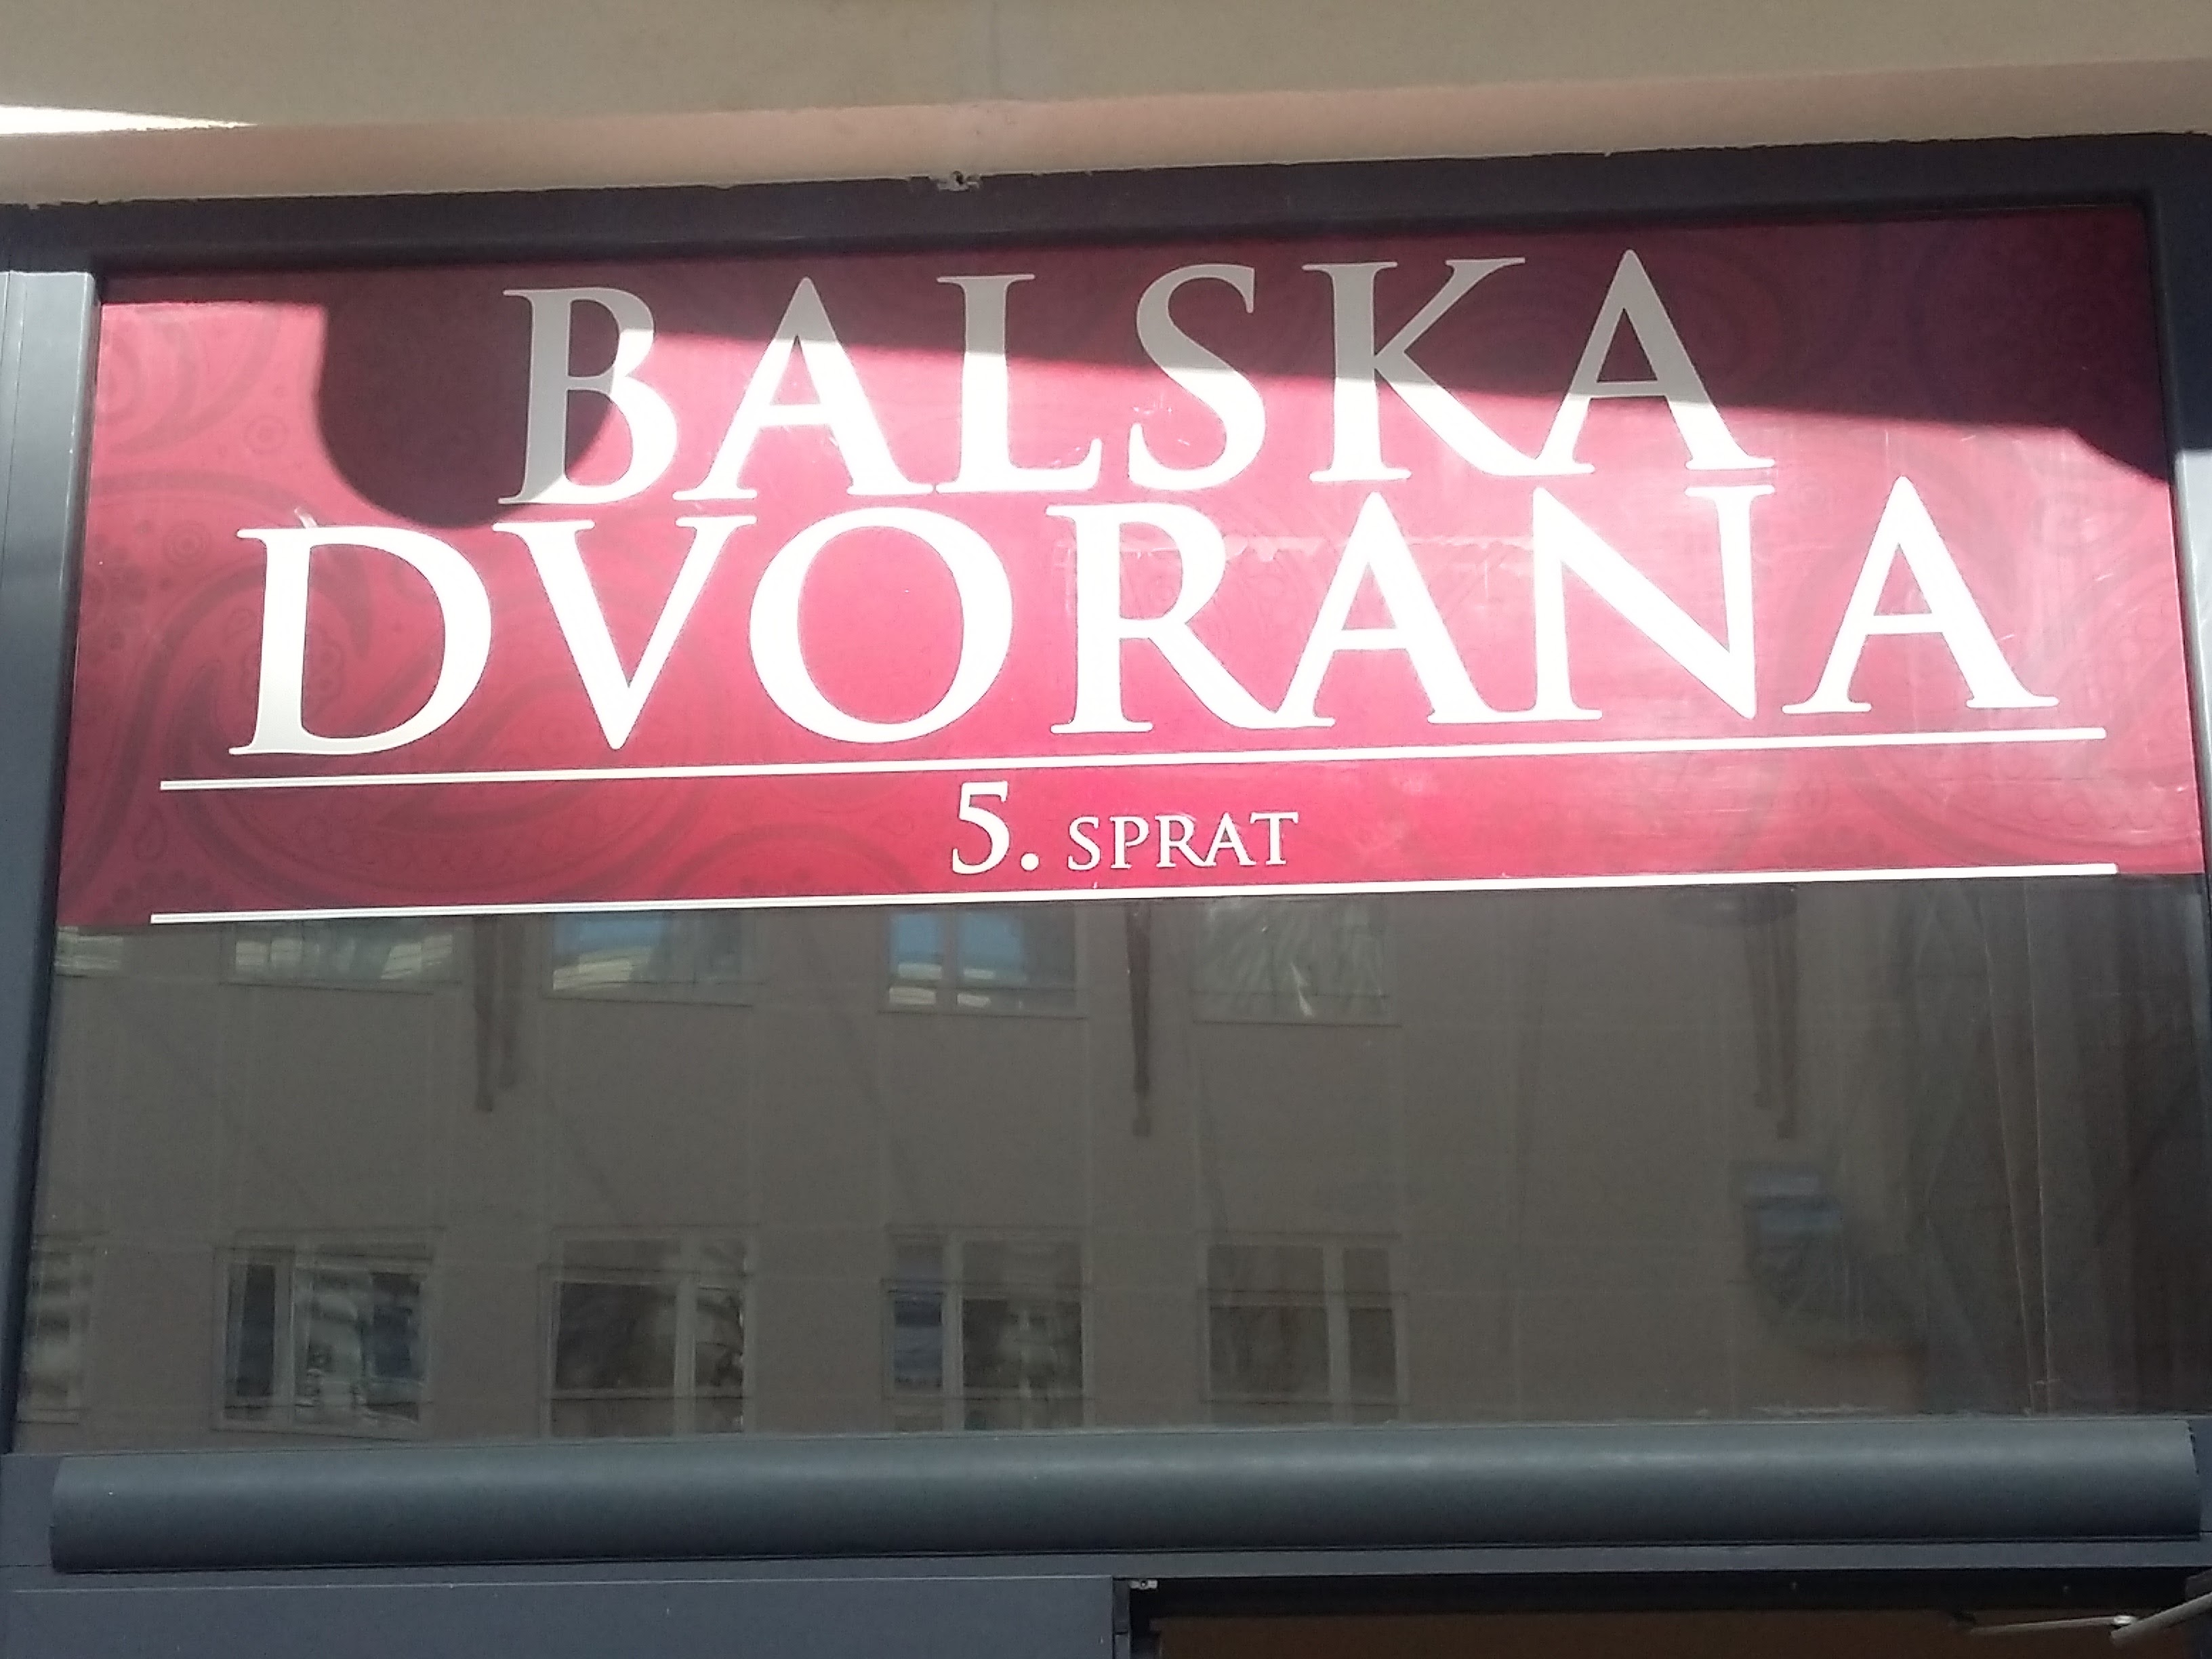 BALSKA
DVORANA
5. SPRAT